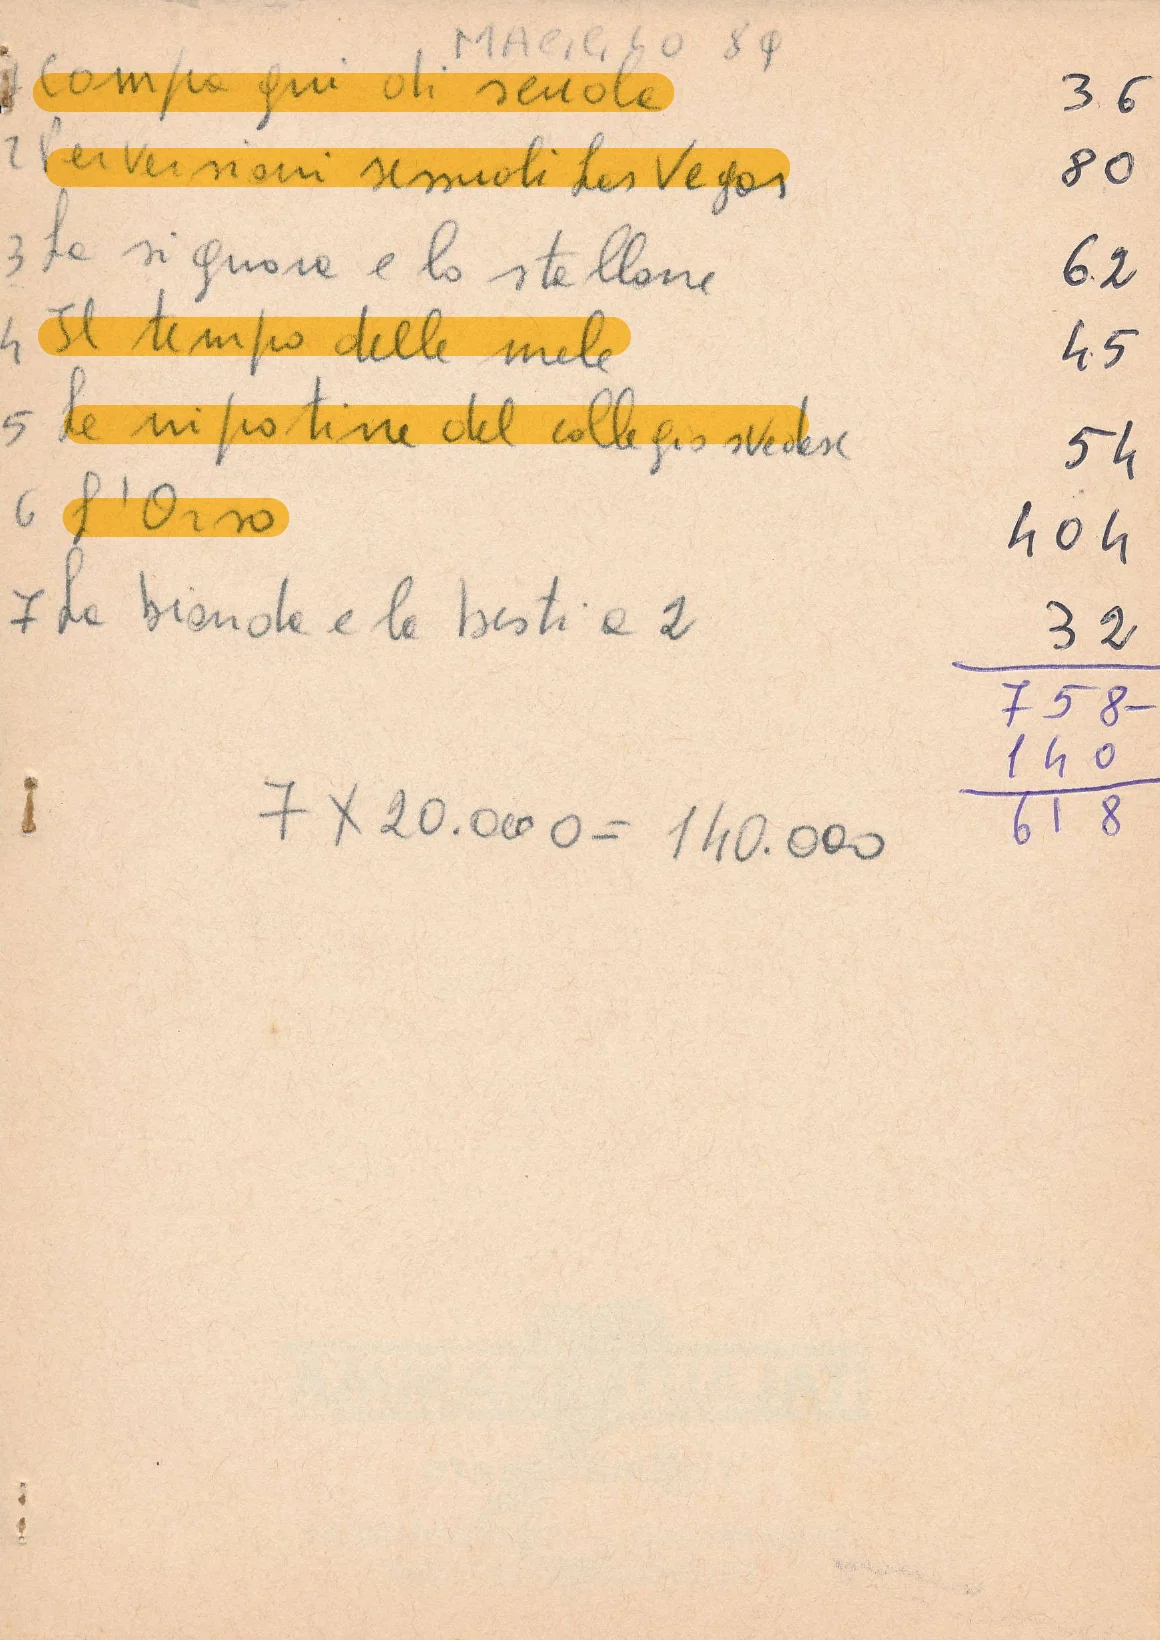 MAGGIO 89
1 Compagni di scuola 36
2 Perversioni sessuali Las Vegas 80
3 La signora e lo stallone 62
4 Il tempo delle mele 45
5 Le nipotine del collegio svedese 54
6 L'Orso 404
7 La bionda e la bestia 2 32
758-
140
618
7 X 20.000 = 140.000